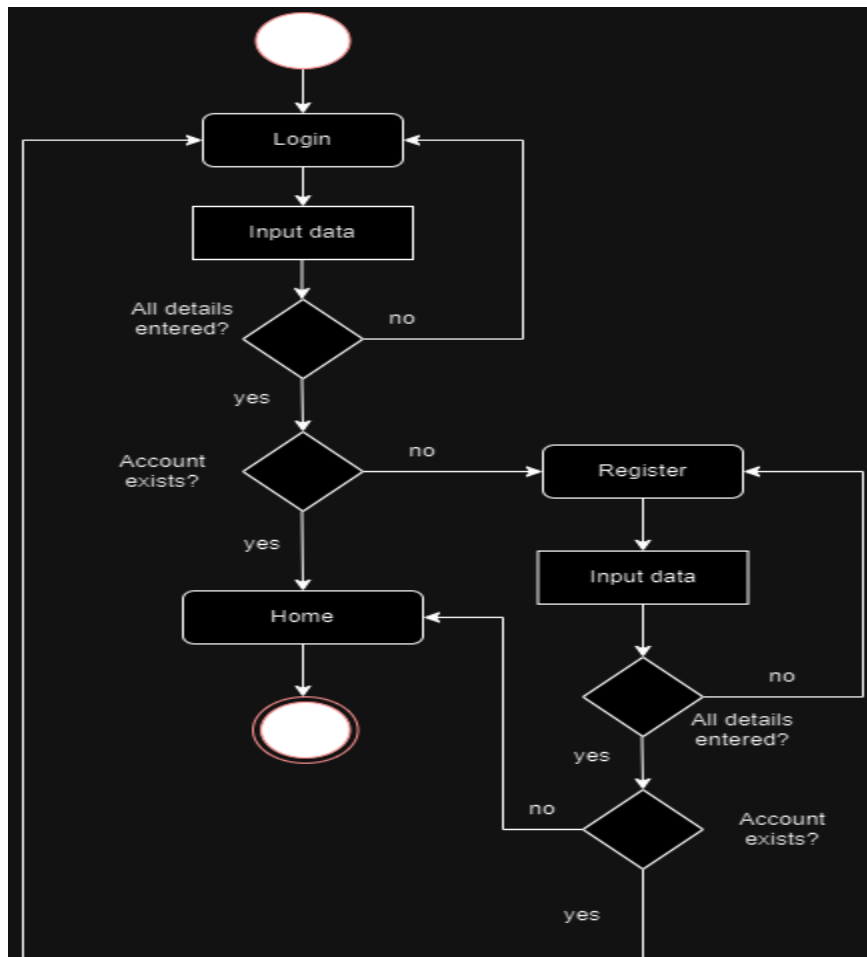 Login
Input data
All details
entered?
no
yes
Account
exists?
no
Register
yes
Input data
Home
no
All details
entered?
yes
no
Account
exists?
yes